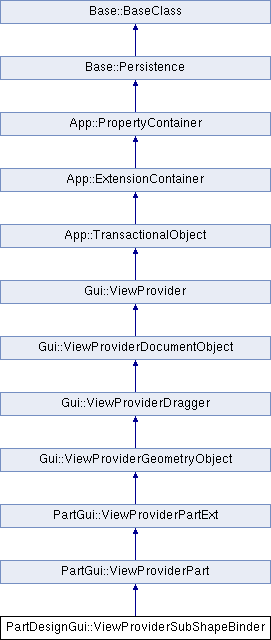 Base::BaseClass
Base::Persistence
App::PropertyContainer
App::ExtensionContainer
App::TransactionalObject
Gui::ViewProvider
Gui::ViewProviderDocumentObject
Gui::ViewProviderDragger
Gui::ViewProviderGeometryObject
PartGui::ViewProviderPartExt
PartGui::ViewProviderPart
PartDesignGui::ViewProviderSubShapeBinder